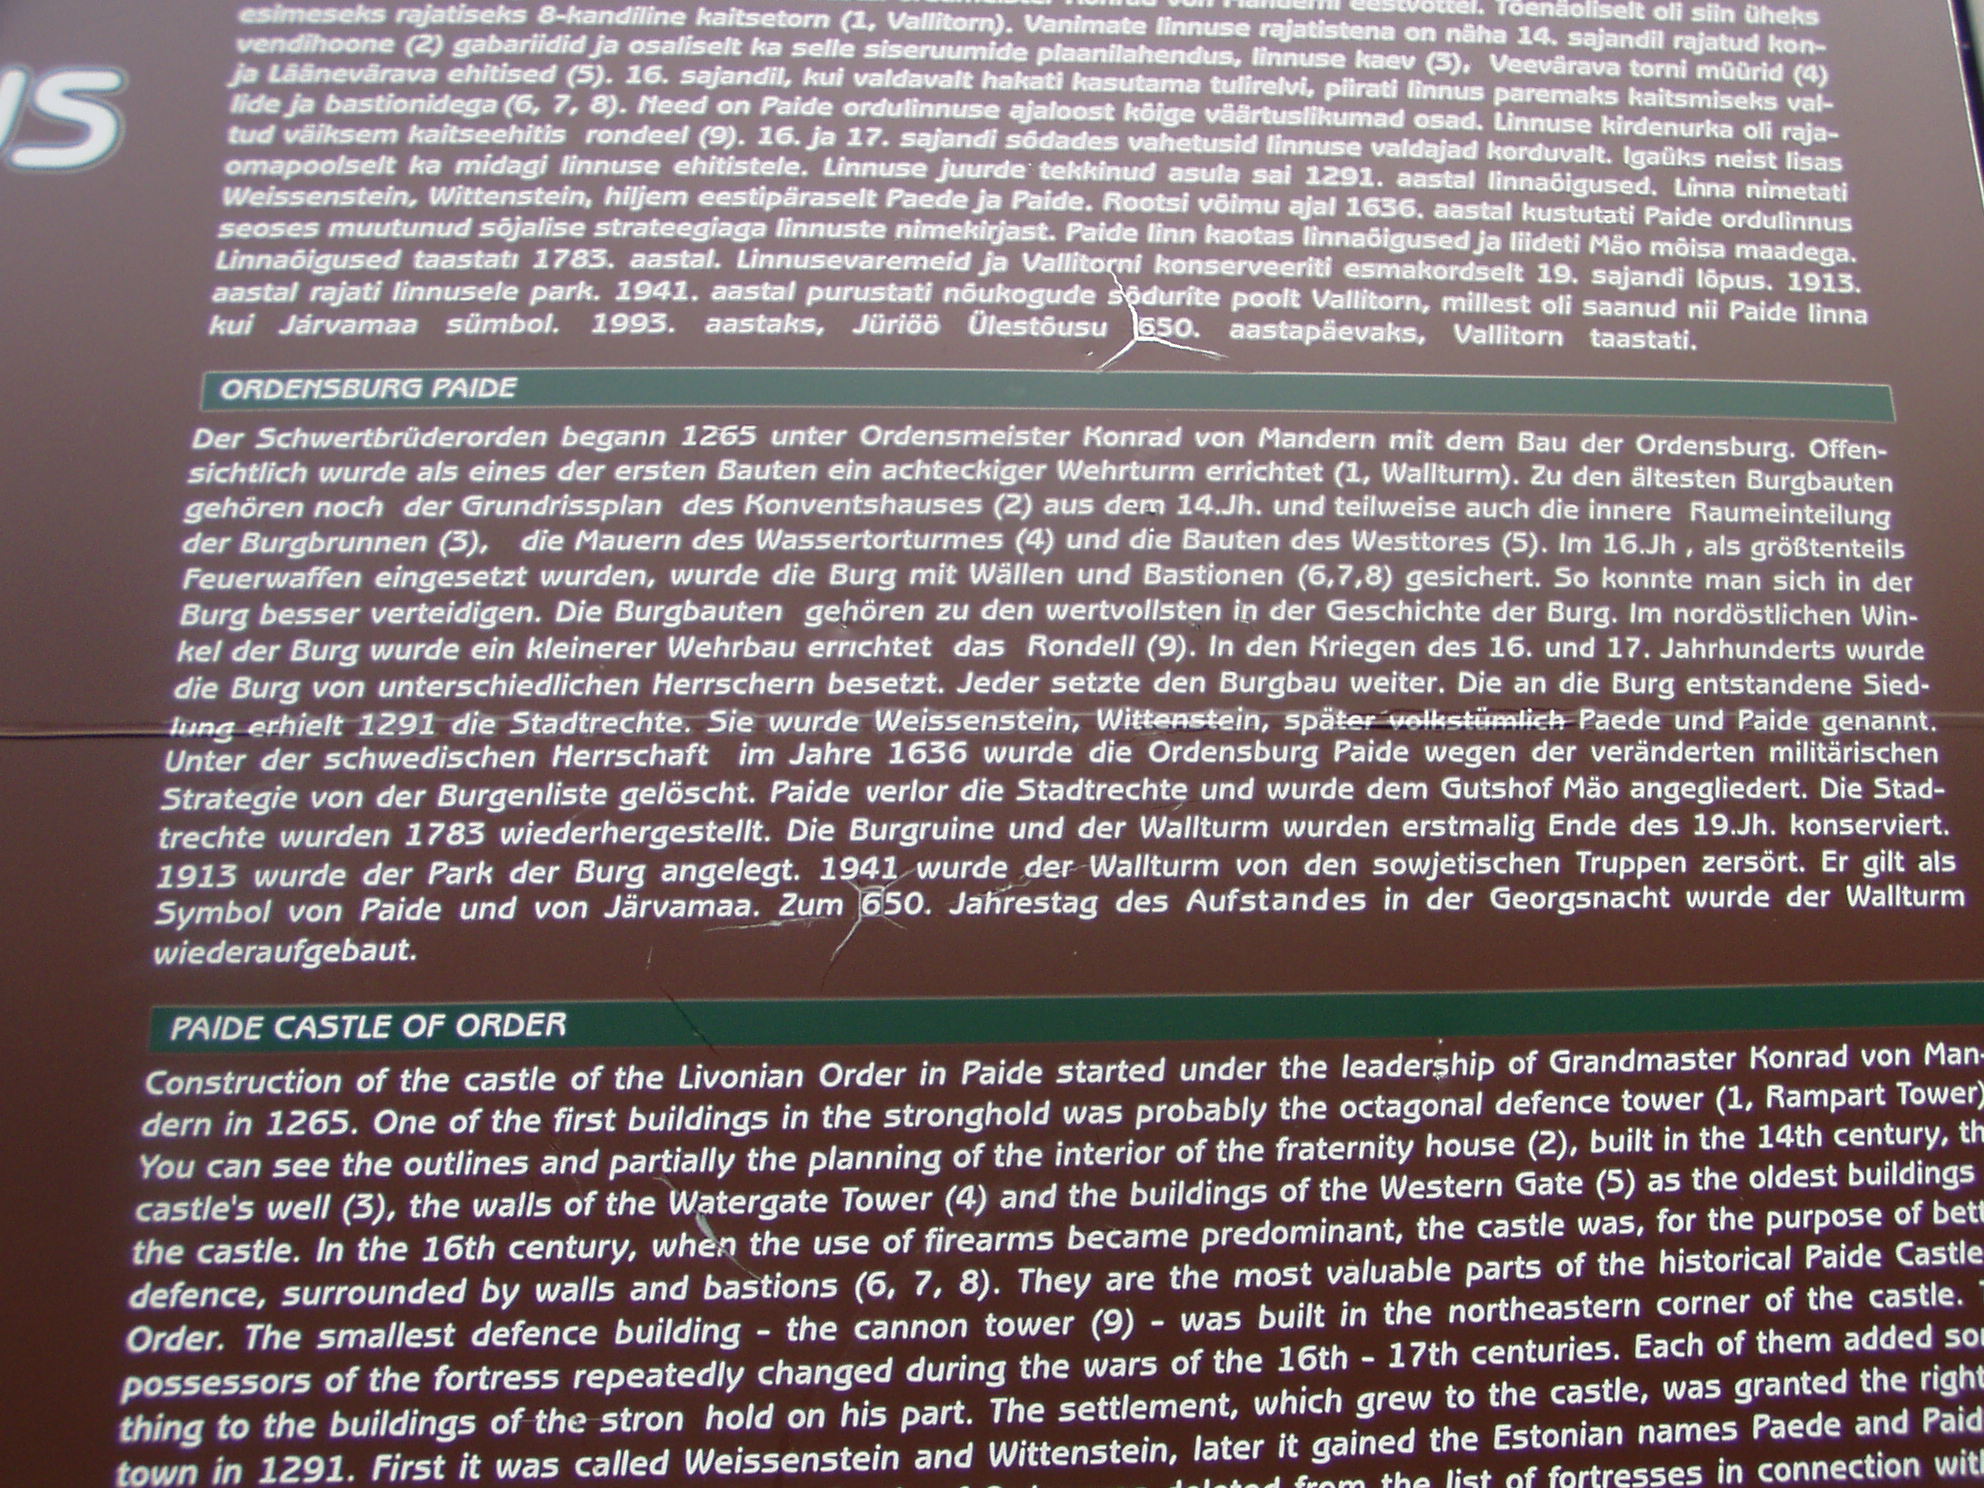 US
esimeseks rajatiseks 8-kandiline kaitsetorn (1, Vallitorn). Vanimate linnuse rajatistena on näha 14. sajandil rajatud kon-
vendihoone (2) gabariidid ja osaliselt ka selle siseruumide plaanilahendus, linnuse kaev (3), Veevärava torni müürid (4)
ja Läänevärava ehitised (5). 16. sajandil, kui valdavalt hakati kasutama tulirelvi, piirati linnus paremaks kaitsmiseks val-
lide ja bastionidega (6, 7, 8). Need on Paide ordulinnuse ajaloost kõige väärtuslikumad osad. Linnuse kirdenurka oli raja-
tud väiksem kaitseehitis rondeel (9). 16. ja 17. sajandi sõdades vahetusid linnuse valdajad korduvalt. Igaüks neist lisas
omapoolselt ka midagi linnuse ehitistele. Linnuse juurde tekkinud asula sai 1291. aastal linnaõigused. Linna nimetati
Weissenstein, Wittenstein, hiljem eestipäraselt Paede ja Paide. Rootsi võimu ajal 1636. aastal kustutati Paide ordulinnus
seoses muutunud sõjalise strateegiaga linnuste nimekirjast. Paide linn kaotas linnaõigused ja liideti Mäo mõisa maadega.
Linnaõigused taastati 1783. aastal. Linnusevaremeid ja Vallitorni konserveeriti esmakordselt 19. sajandi lõpus. 1913.
aastal rajati linnusele park. 1941. aastal purustati nõukogude sõdurite poolt Vallitorn, millest oli saanud nii Paide linna
kui Järvamaa sümbol. 1993. aastaks, Jüriöö Ülestõusu 650. aastapäevaks, Vallitorn taastati.
ORDENSBURG PAIDE
Der Schwertbrüderorden begann 1265 unter Ordensmeister Konrad von Mandern mit dem Bau der Ordensburg. Offen-
sichtlich wurde als eines der ersten Bauten ein achteckiger Wehrturm errichtet (1, Wallturm). Zu den ältesten Burgbauten
gehören noch der Grundrissplan des Konventshauses (2) aus dem 14.Jh. und teilweise auch die innere Raumeinteilung
der Burgbrunnen (3), die Mauern des Wassertorturmes (4) und die Bauten des Westtores (5). Im 16.Jh , als größtenteils
Feuerwaffen eingesetzt wurden, wurde die Burg mit Wällen und Bastionen (6,7,8) gesichert. So konnte man sich in der
Burg besser verteidigen. Die Burgbauten gehören zu den wertvollsten in der Geschichte der Burg. Im nordöstlichen Win-
kel der Burg wurde ein kleinerer Wehrbau errichtet das Rondell (9). In den Kriegen des 16. und 17. Jahrhunderts wurde
die Burg von unterschiedlichen Herrschern besetzt. Jeder setzte den Burgbau weiter. Die an die Burg entstandene Sied-
lung erhielt 1291 die Stadtrechte. Sie wurde Weissenstein, Wittenstein, später volkstümlich Paede und Paide genannt.
Unter der schwedischen Herrschaft im Jahre 1636 wurde die Ordensburg Paide wegen der veränderten militärischen
Strategie von der Burgenliste gelöscht. Paide verlor die Stadtrechte und wurde dem Gutshof Mäo angegliedert. Die Stad-
trechte wurden 1783 wiederhergestellt. Die Burgruine und der Wallturm wurden erstmalig Ende des 19.Jh. konserviert.
1913 wurde der Park der Burg angelegt. 1941 wurde der Wallturm von den sowjetischen Truppen zersört. Er gilt als
Symbol von Paide und von Järvamaa. Zum 650. Jahrestag des Aufstandes in der Georgsnacht wurde der Wallturm
wiederaufgebaut.
PAIDE CASTLE OF ORDER
Construction of the castle of the Livonian Order in Paide started under the leadership of Grandmaster Konrad von Man-
dern in 1265. One of the first buildings in the stronghold was probably the octagonal defence tower (1, Rampart Tower)
You can see the outlines and partially the planning of the interior of the fraternity house (2), built in the 14th century, th
castle's well (3), the walls of the Watergate Tower (4) and the buildings of the Western Gate (5) as the oldest buildings
the castle. In the 16th century, when the use of firearms became predominant, the castle was, for the purpose of bett
defence, surrounded by walls and bastions (6, 7, 8). They are the most valuable parts of the historical Paide Castle
Order. The smallest defence building - the cannon tower (9) - was built in the northeastern corner of the castle.
possessors of the fortress repeatedly changed during the wars of the 16th - 17th centuries. Each of them added so
thing to the buildings of the stron hold on his part. The settlement, which grew to the castle, was granted the right
town in 1291. First it was called Weissenstein and Wittenstein, later it gained the Estonian names Paede and Paid
deleted from the list of fortresses in connection wit